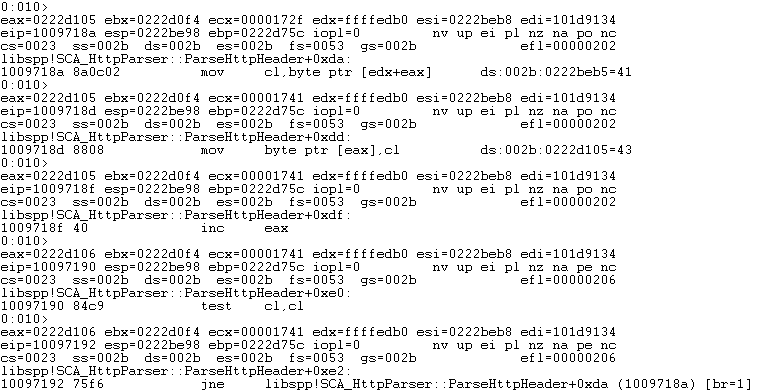 0:010>
eax=0222d105 ebx=0222d0f4 ecx=0000172f edx=ffffedb0 esi=0222beb8 edi=101d9134
eip=1009718a esp=0222be98 ebp=0222d75c iopl=0         nv up ei pl nz na po nc
cs=0023  ss=002b  ds=002b  es=002b  fs=0053  gs=002b             efl=00000202
libspp!SCA_HttpParser::ParseHttpHeader+0xda:
1009718a 8a0c02          mov     cl,byte ptr [edx+eax]      ds:002b:0222beb5=41
0:010>
eax=0222d105 ebx=0222d0f4 ecx=00001741 edx=ffffedb0 esi=0222beb8 edi=101d9134
eip=1009718d esp=0222be98 ebp=0222d75c iopl=0         nv up ei pl nz na po nc
cs=0023  ss=002b  ds=002b  es=002b  fs=0053  gs=002b             efl=00000202
libspp!SCA_HttpParser::ParseHttpHeader+0xdd:
1009718d 8808            mov     byte ptr [eax],cl          ds:002b:0222d105=43
0:010>
eax=0222d105 ebx=0222d0f4 ecx=00001741 edx=ffffedb0 esi=0222beb8 edi=101d9134
eip=1009718f esp=0222be98 ebp=0222d75c iopl=0         nv up ei pl nz na po nc
cs=0023  ss=002b  ds=002b  es=002b  fs=0053  gs=002b             efl=00000202
libspp!SCA_HttpParser::ParseHttpHeader+0xdf:
1009718f 40              inc     eax
0:010>
eax=0222d106 ebx=0222d0f4 ecx=00001741 edx=ffffedb0 esi=0222beb8 edi=101d9134
eip=10097190 esp=0222be98 ebp=0222d75c iopl=0         nv up ei pl nz na pe nc
cs=0023  ss=002b  ds=002b  es=002b  fs=0053  gs=002b             efl=00000206
libspp!SCA_HttpParser::ParseHttpHeader+0xe0:
10097190 84c9            test    cl,cl
0:010>
eax=0222d106 ebx=0222d0f4 ecx=00001741 edx=ffffedb0 esi=0222beb8 edi=101d9134
eip=10097192 esp=0222be98 ebp=0222d75c iopl=0         nv up ei pl nz na pe nc
cs=0023  ss=002b  ds=002b  es=002b  fs=0053  gs=002b             efl=00000206
libspp!SCA_HttpParser::ParseHttpHeader+0xe2:
10097192 75f6            jne     libspp!SCA_HttpParser::ParseHttpHeader+0xda (1009718a) [br=1]